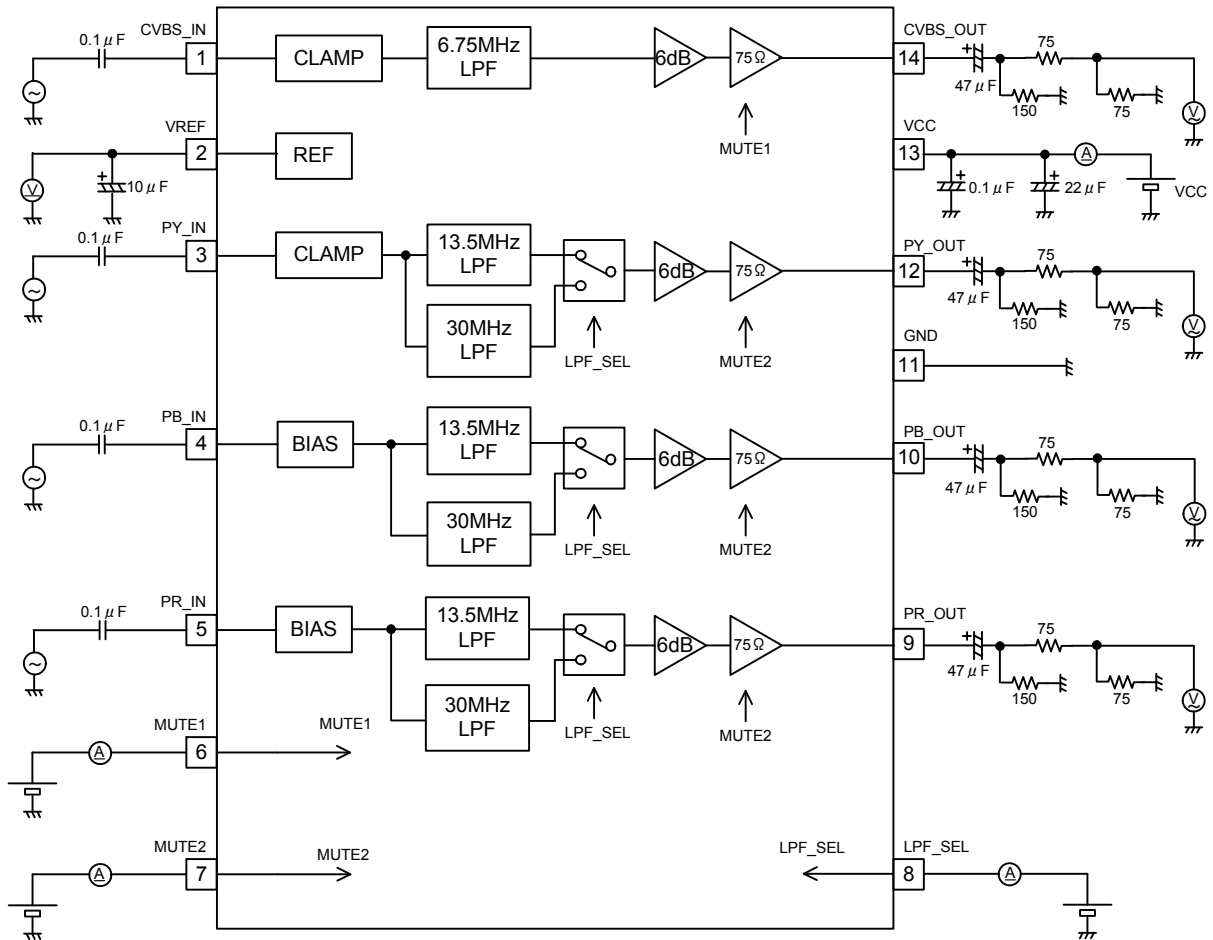 CVBS_IN
CVBS_OUT
0.1μF
1
CLAMP
6.75MHz LPF
6dB
75Ω
14
+
75
47μF
150
75
V
MUTE1
VREF
VCC
2
REF
13
A
V
+
10μF
+
0.1μF
+
22μF
VCC
PY_IN
PY_OUT
0.1μF
3
CLAMP
13.5MHz LPF
6dB
75Ω
12
+
75
47μF
150
75
V
30MHz LPF
LPF_SEL
MUTE2
GND
11
PB_IN
PB_OUT
0.1μF
4
BIAS
13.5MHz LPF
6dB
75Ω
10
+
75
47μF
150
75
V
30MHz LPF
LPF_SEL
MUTE2
PR_IN
PR_OUT
0.1μF
5
BIAS
13.5MHz LPF
6dB
75Ω
9
+
75
47μF
150
75
V
30MHz LPF
LPF_SEL
MUTE2
MUTE1
MUTE1
A
6
MUTE2
MUTE2
A
7
LPF_SEL
LPF_SEL
8
A